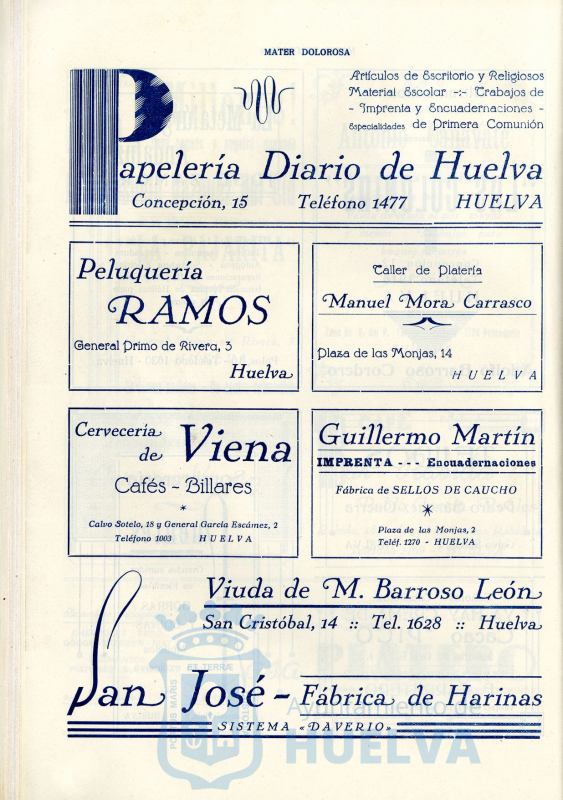 MATER DOLOROSA
Artículos de Escritorio y Religiosos
Material Escolar -:- Trabajos de
- Imprenta y Encuadernaciones -
Especialidades de Primera Comunión
Papelería Diario de Huelva
Concepción, 15 Teléfono 1477 HUELVA
Peluquería
RAMOS
General Primo de Rivera, 3
Huelva
Taller de Platería
Manuel Mora Carrasco
Plaza de las Monjas, 14
HUELVA
Cervecería
de Viena
Cafés - Billares
Calvo Sotelo, 18 y General García Escámez, 2
Teléfono 1003 HUELVA
Guillermo Martín
IMPRENTA - - - Encuadernaciones
Fábrica de SELLOS DE CAUCHO
Plaza de las Monjas, 2
Teléf. 1270 - HUELVA
Viuda de M. Barroso León
San Cristóbal, 14 :: Tel. 1628 :: Huelva
San José - Fábrica de Harinas
SISTEMA «DAVERIO»
Ayuntamiento de
HUELVA
PORTUS MARIS
ET TERRÆ